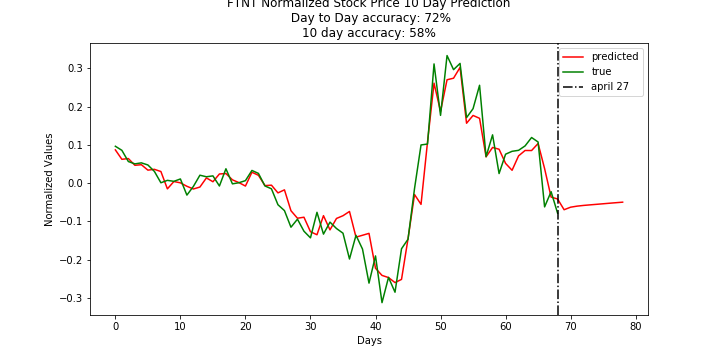 FTNT Normalized Stock Price 10 Day Prediction
Day to Day accuracy: 72%
10 day accuracy: 58%
predicted
true
april 27
0.3
0.2
0.1
0.0
−0.1
−0.2
−0.3
Normalized Values
0 10 20 30 40 50 60 70 80
Days